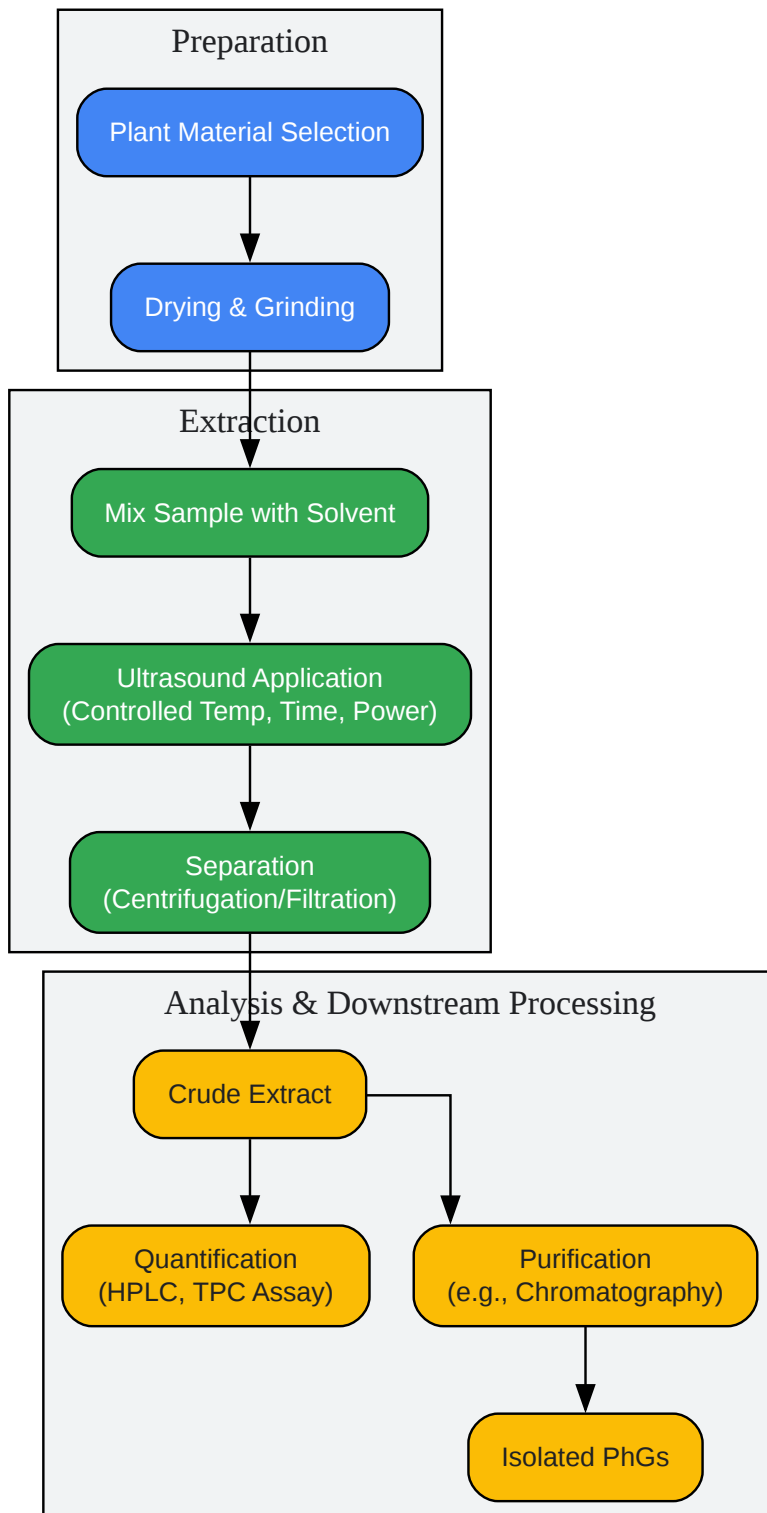 Preparation
Plant Material Selection
Drying & Grinding
Extraction
Mix Sample with Solvent
Ultrasound Application
(Controlled Temp, Time, Power)
Separation
(Centrifugation/Filtration)
Analysis & Downstream Processing
Crude Extract
Quantification
(HPLC, TPC Assay)
Purification
(e.g., Chromatography)
Isolated PhGs